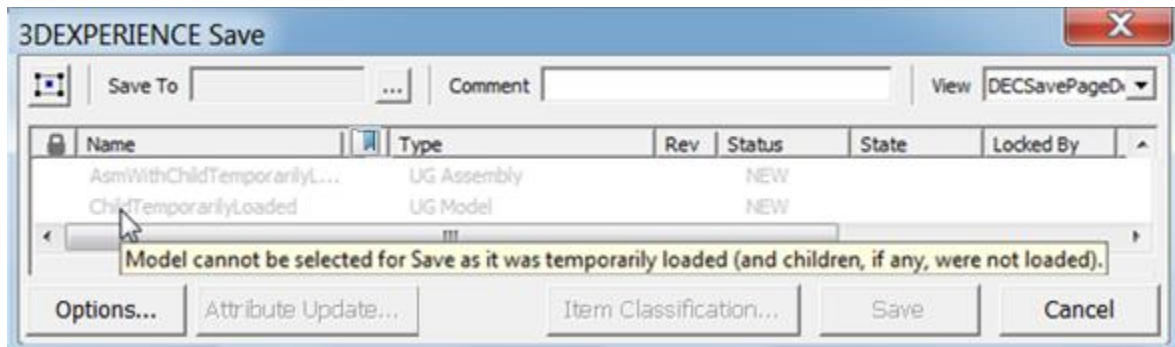 3DEXPERIENCE Save
Save To ... Comment View DECSavePageD
Name Type Rev Status State Locked By
AsmWithChildTemporarilyL... UG Assembly NEW
ChildTemporarilyLoaded UG Model NEW
Model cannot be selected for Save as it was temporarily loaded (and children, if any, were not loaded).
Options... Attribute Update... Item Classification... Save Cancel